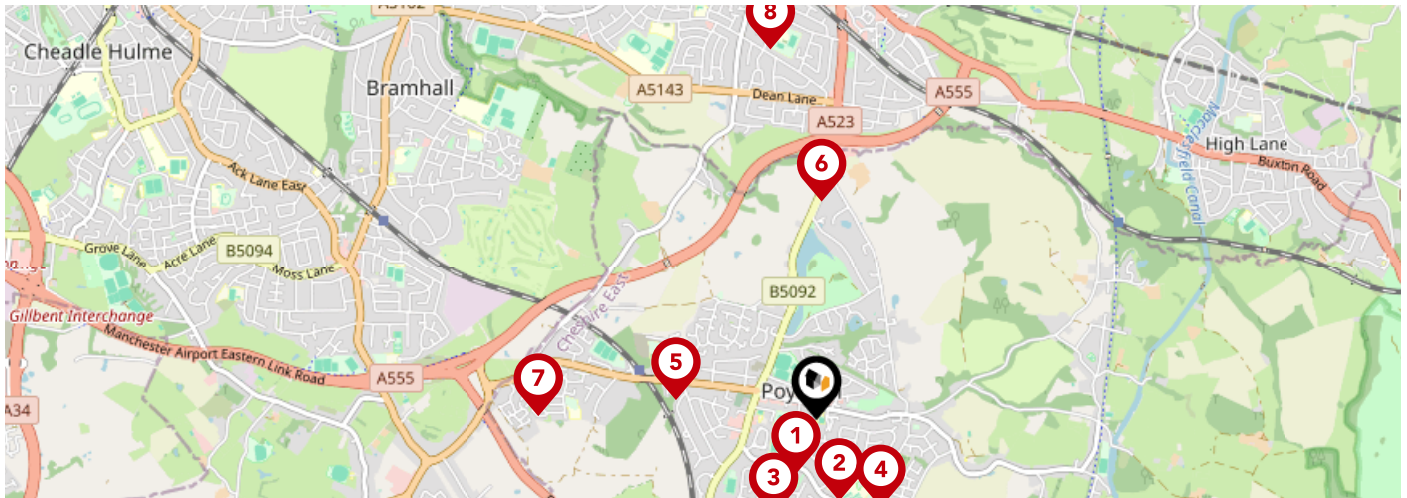 8
Cheadle Hulme
Bramhall
A5143
Dean Lane
A555
A523
High Lane
Buxton Road
Macclesfield Canal
6
Ack Lane East
Grove Lane
Acre Lane
B5094
Moss Lane
B5092
Cheshire East
Gillbent Interchange
Manchester Airport Eastern Link Road
5
7
A555
A34
1
2
3
4